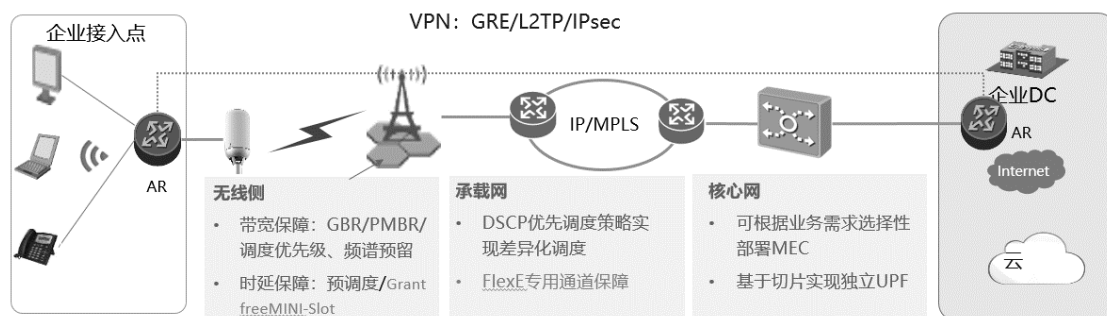 VPN：GRE/L2TP/IPsec
企业接入点
AR
IP/MPLS
企业DC
AR
Internet
云
无线侧
• 带宽保障：GBR/PMBR/
调度优先级、频谱预留
• 时延保障：预调度/Grant
freeMINI-Slot
承载网
• DSCP优先调度策略实
现差异化调度
• FlexE专用通道保障
核心网
• 可根据业务需求选择性
部署MEC
• 基于切片实现独立UPF